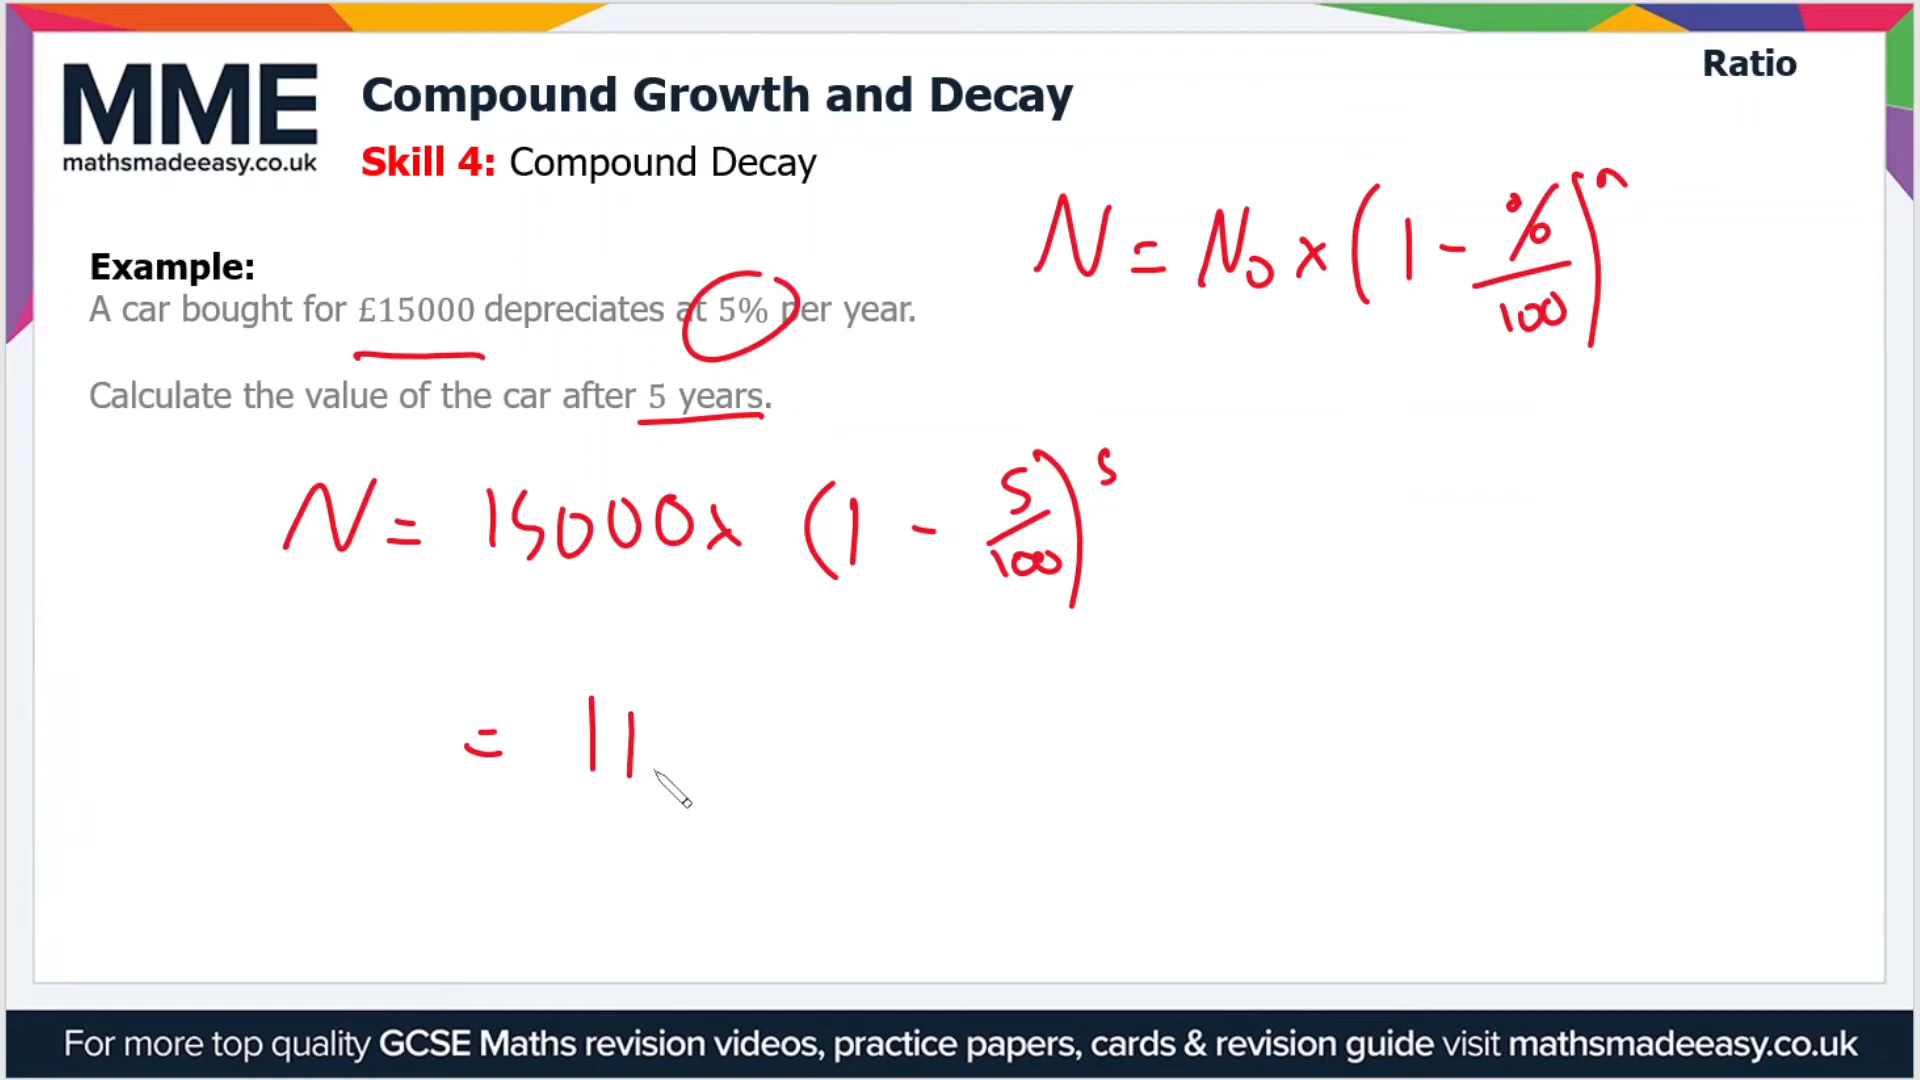 MME
mathsmadeeasy.co.uk
Compound Growth and Decay
Ratio
Skill 4: Compound Decay
N = N₀ × (1 - %/100)ⁿ
Example:
A car bought for £15000 depreciates at 5% per year.
Calculate the value of the car after 5 years.
N = 15000 × (1 - 5/100)⁵
= 11
For more top quality GCSE Maths revision videos, practice papers, cards & revision guide visit mathsmadeeasy.co.uk